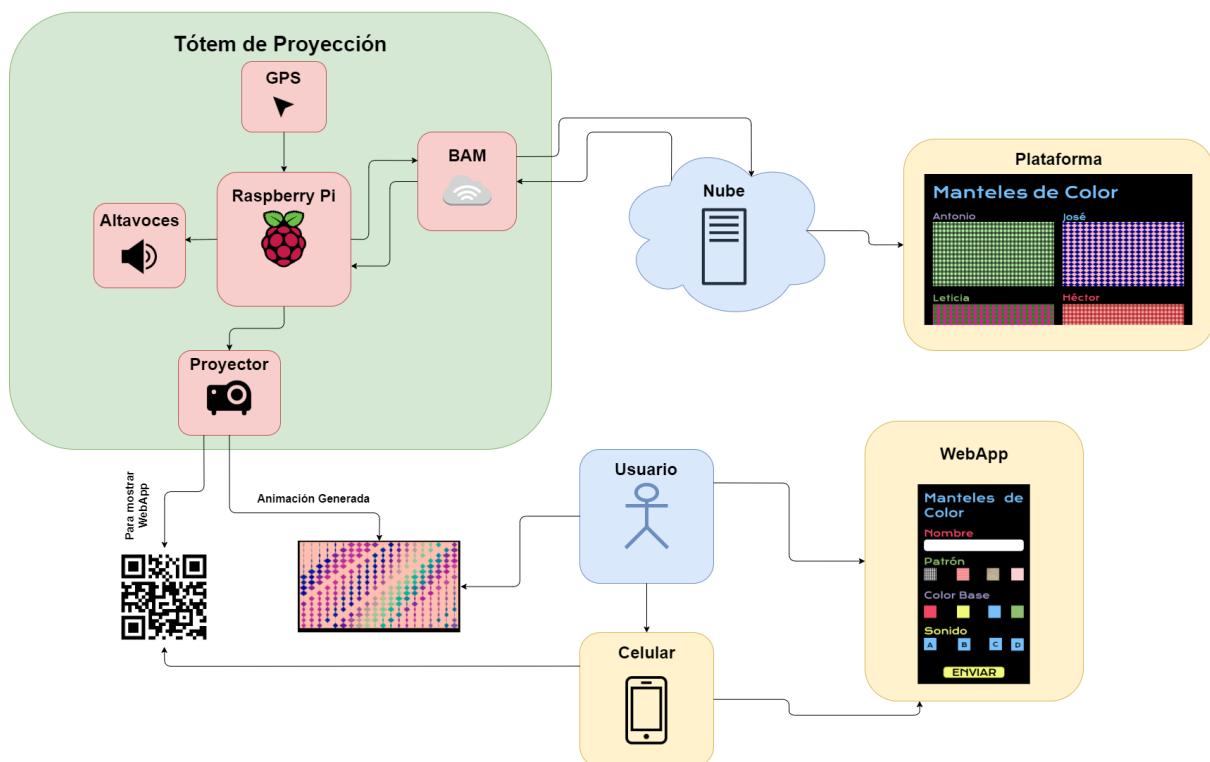 Tótem de Proyección
GPS
BAM
Raspberry Pi
Altavoces
Proyector
Nube
Plataforma
Manteles de Color
Antonio
José
Leticia
Héctor
Para mostrar
WebApp
Animación Generada
Usuario
Celular
WebApp
Manteles de
Color
Nombre
Patrón
Color Base
Sonido
A B C D
ENVIAR